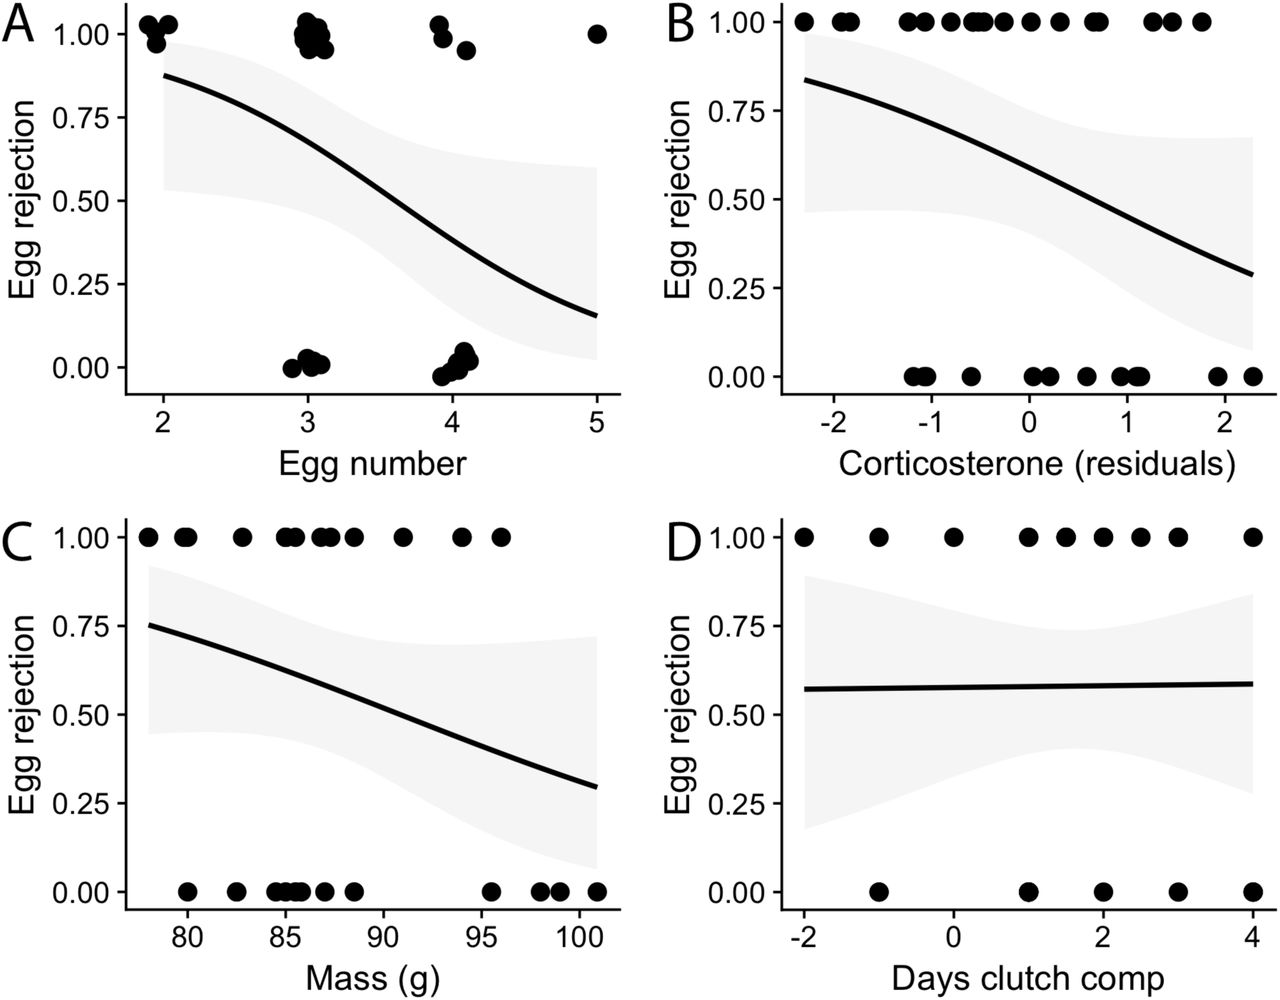 A
Egg rejection
1.00
0.75
0.50
0.25
0.00
2 3 4 5
Egg number
B
Egg rejection
1.00
0.75
0.50
0.25
0.00
-2 -1 0 1 2
Corticosterone (residuals)
C
Egg rejection
1.00
0.75
0.50
0.25
0.00
80 85 90 95 100
Mass (g)
D
Egg rejection
1.00
0.75
0.50
0.25
0.00
-2 0 2 4
Days clutch comp